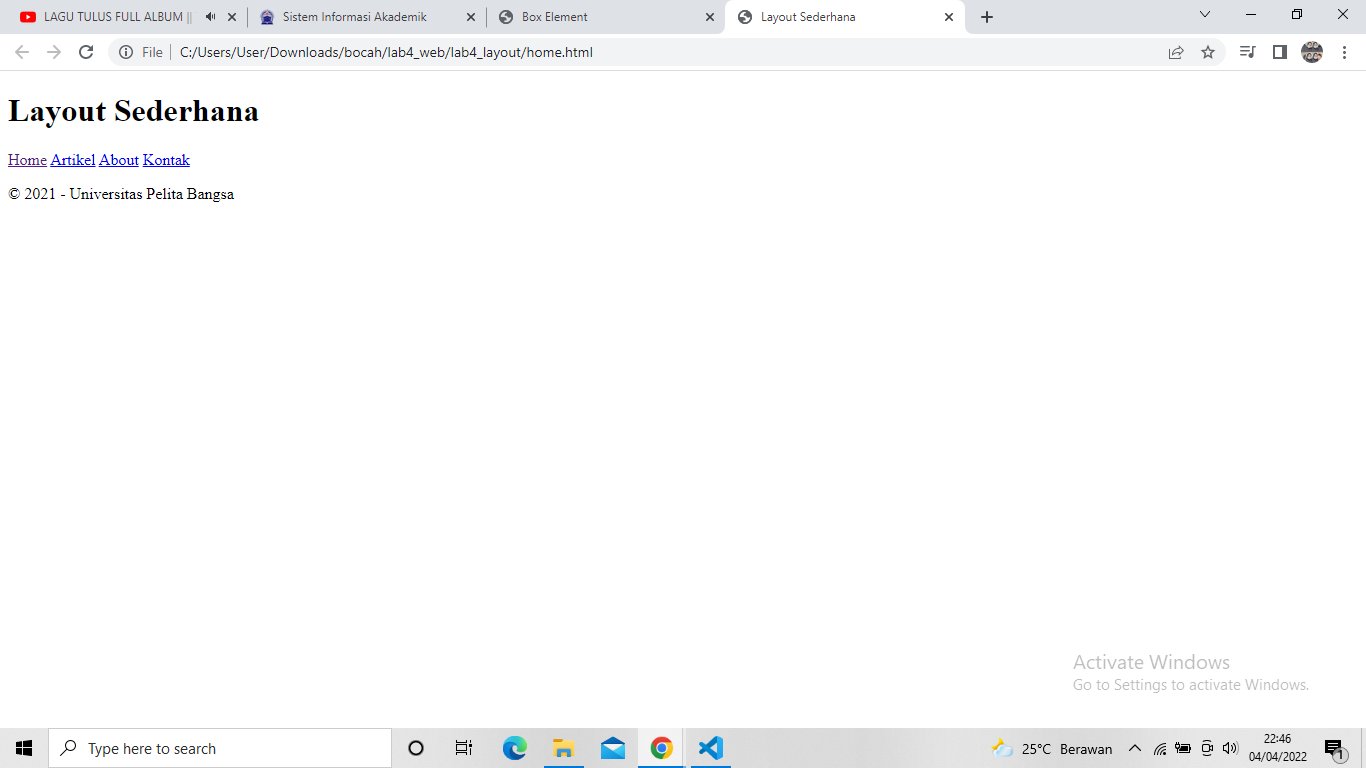 LAGU TULUS FULL ALBUM ||
Sistem Informasi Akademik
Box Element
Layout Sederhana
File
C:/Users/User/Downloads/bocah/lab4_web/lab4_layout/home.html
Layout Sederhana
Home Artikel About Kontak
© 2021 - Universitas Pelita Bangsa
Activate Windows
Go to Settings to activate Windows.
Type here to search
25°C Berawan
22:46
04/04/2022
1